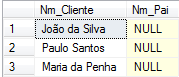 Nm_Cliente Nm_Pai
1 João da Silva NULL
2 Paulo Santos NULL
3 Maria da Penha NULL